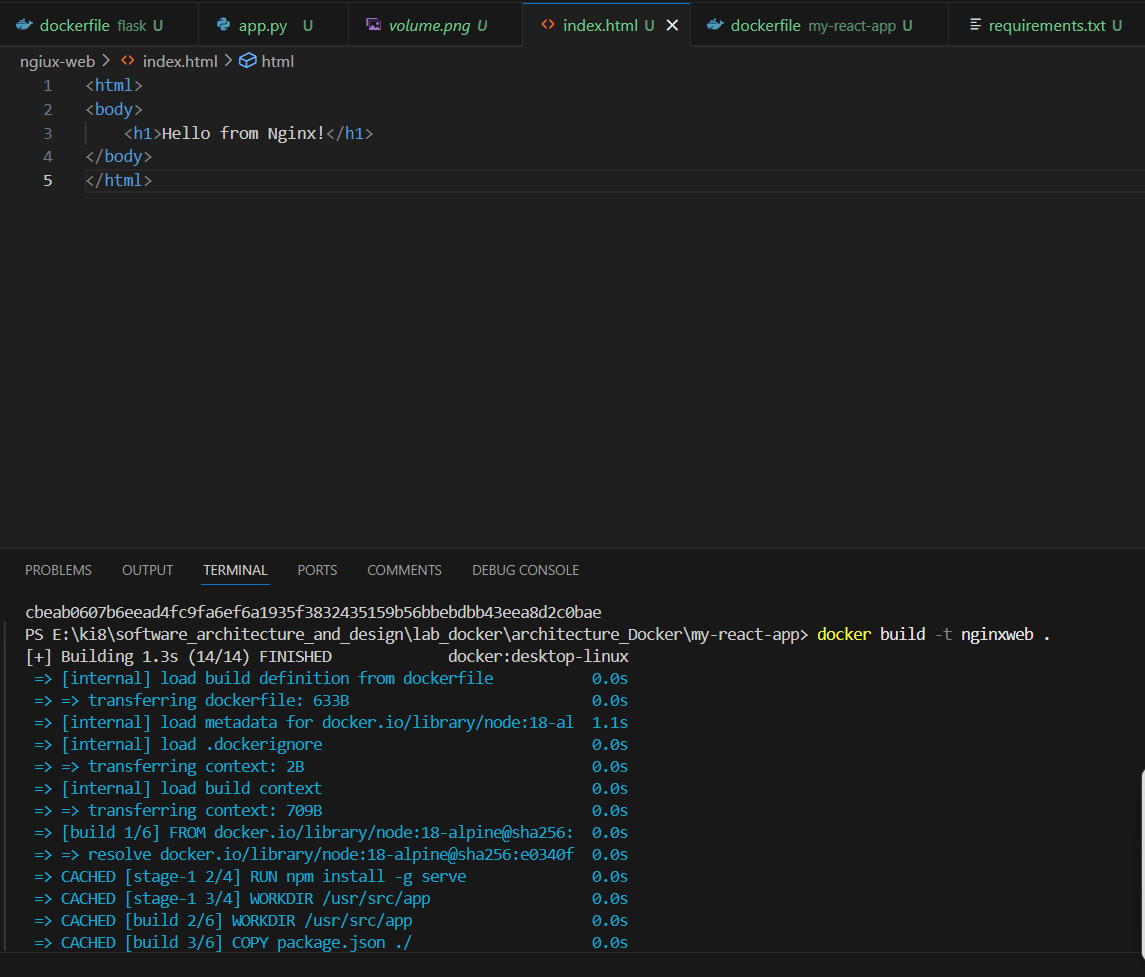 dockerfile flask U app.py U volume.png U index.html U dockerfile my-react-app U requirements.txt U
ngiux-web > index.html > html
1 <html>
2 <body>
3 <h1>Hello from Nginx!</h1>
4 </body>
5 </html>
PROBLEMS OUTPUT TERMINAL PORTS COMMENTS DEBUG CONSOLE
cbeab0607b6eead4fc9fa6ef6a1935f3832435159b56bbebdbb43eea8d2c0bae
PS E:\ki8\software_architecture_and_design\lab_docker\architecture_Docker\my-react-app> docker build -t nginxweb .
[+] Building 1.3s (14/14) FINISHED docker:desktop-linux
=> [internal] load build definition from dockerfile 0.0s
=> => transferring dockerfile: 633B 0.0s
=> [internal] load metadata for docker.io/library/node:18-al 1.1s
=> [internal] load .dockerignore 0.0s
=> => transferring context: 2B 0.0s
=> [internal] load build context 0.0s
=> => transferring context: 709B 0.0s
=> [build 1/6] FROM docker.io/library/node:18-alpine@sha256: 0.0s
=> => resolve docker.io/library/node:18-alpine@sha256:e0340f 0.0s
=> CACHED [stage-1 2/4] RUN npm install -g serve 0.0s
=> CACHED [stage-1 3/4] WORKDIR /usr/src/app 0.0s
=> CACHED [build 2/6] WORKDIR /usr/src/app 0.0s
=> CACHED [build 3/6] COPY package.json ./ 0.0s